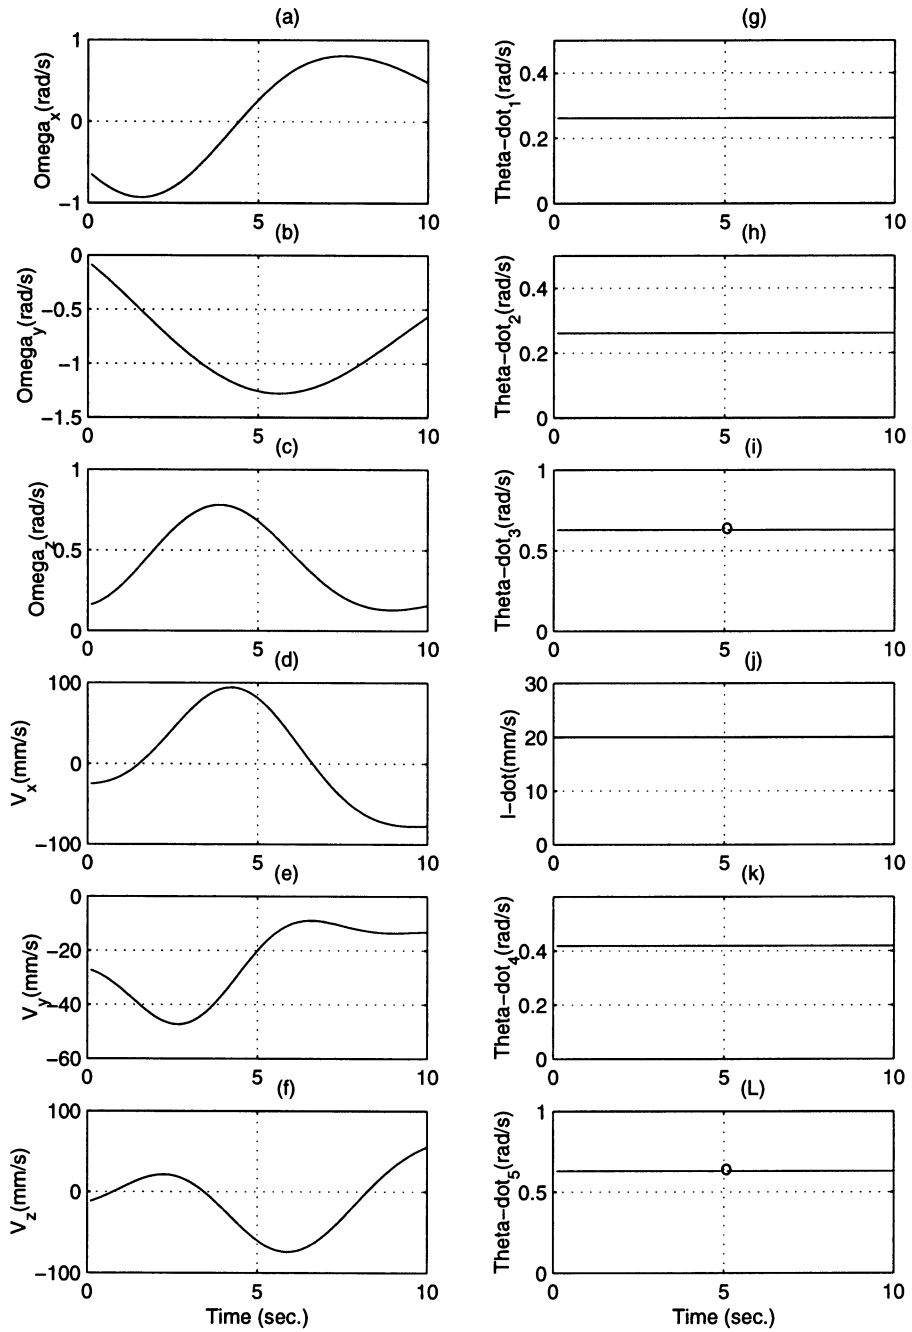 (a)
1
0
−1
Omega_x(rad/s)
0 5 10
(b)
0
−0.5
−1
−1.5
Omega_y(rad/s)
0 5 10
(c)
1
0.5
0
Omega_z(rad/s)
0 5 10
(d)
100
0
−100
V_x(mm/s)
0 5 10
(e)
0
−20
−40
−60
V_y(mm/s)
0 5 10
(f)
100
0
−100
V_z(mm/s)
0 5 10
Time (sec.)
(g)
0.4
0.2
0
Theta−dot_1(rad/s)
0 5 10
(h)
0.4
0.2
0
Theta−dot_2(rad/s)
0 5 10
(i)
1
0.5
0
Theta−dot_3(rad/s)
0 5 10
(j)
30
20
10
0
l−dot(mm/s)
0 5 10
(k)
0.4
0.2
0
Theta−dot_4(rad/s)
0 5 10
(L)
1
0.5
0
Theta−dot_5(rad/s)
0 5 10
Time (sec.)